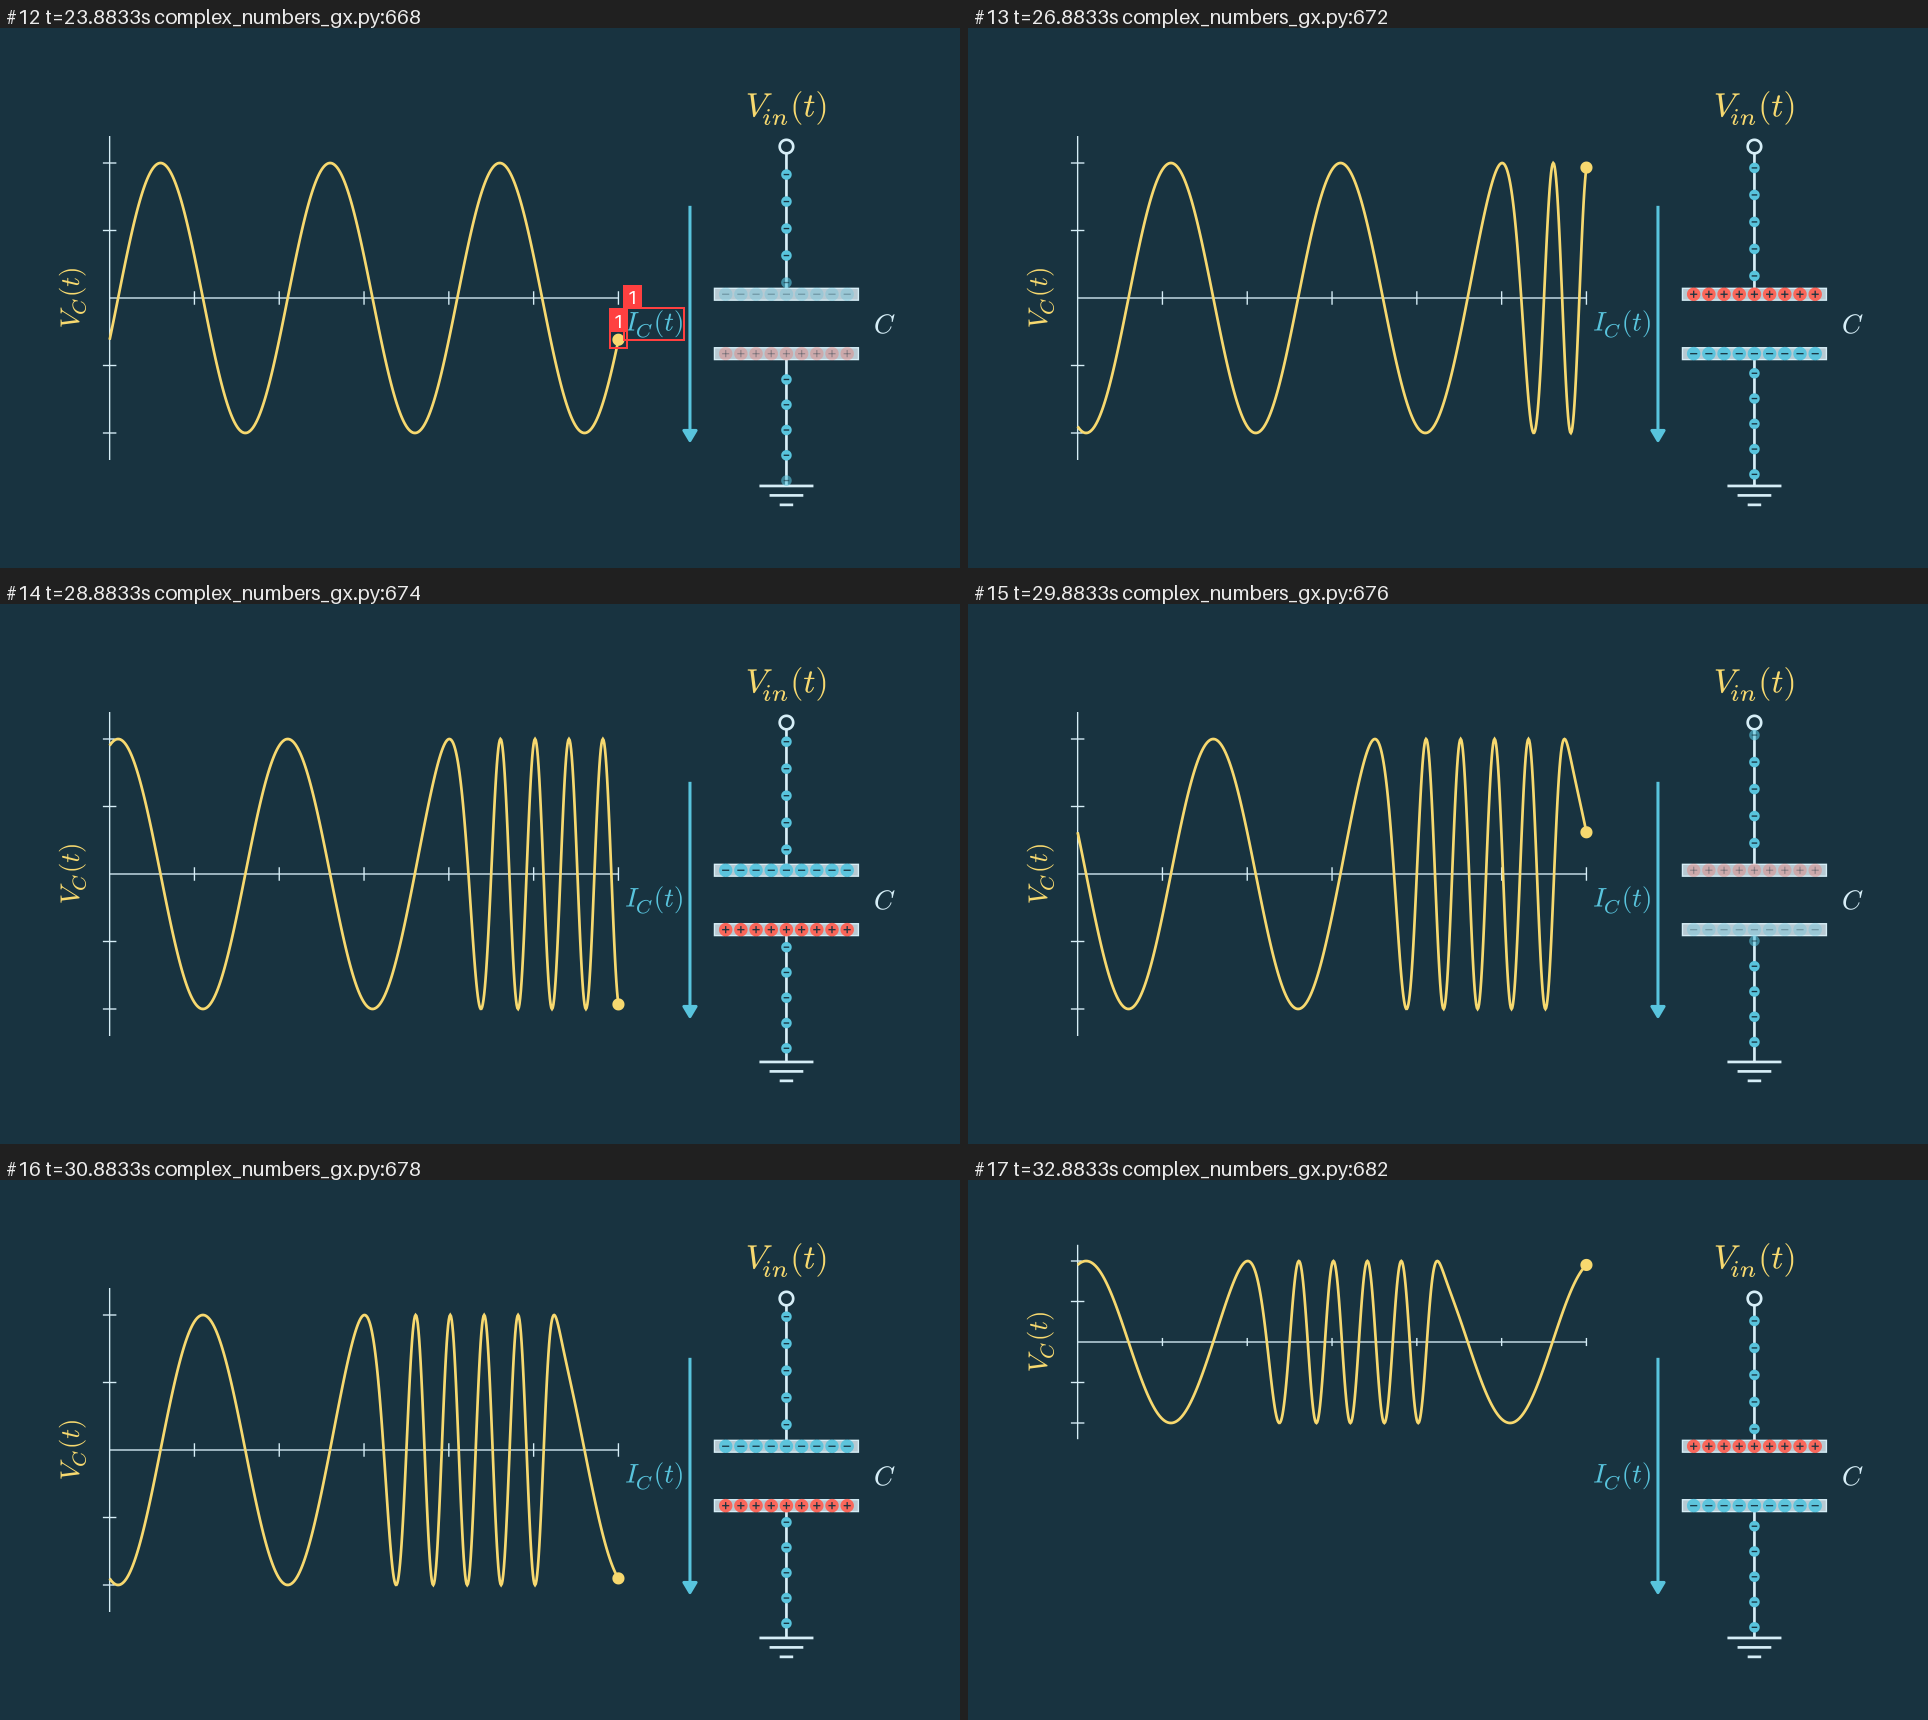 #12 t=23.8833s complex_numbers_gx.py:668
V_in(t)
V_C(t)
1
1
I_C(t)
C
#13 t=26.8833s complex_numbers_gx.py:672
V_in(t)
V_C(t)
I_C(t)
C
#14 t=28.8833s complex_numbers_gx.py:674
V_in(t)
V_C(t)
I_C(t)
C
#15 t=29.8833s complex_numbers_gx.py:676
V_in(t)
V_C(t)
I_C(t)
C
#16 t=30.8833s complex_numbers_gx.py:678
V_in(t)
V_C(t)
I_C(t)
C
#17 t=32.8833s complex_numbers_gx.py:682
V_in(t)
V_C(t)
I_C(t)
C